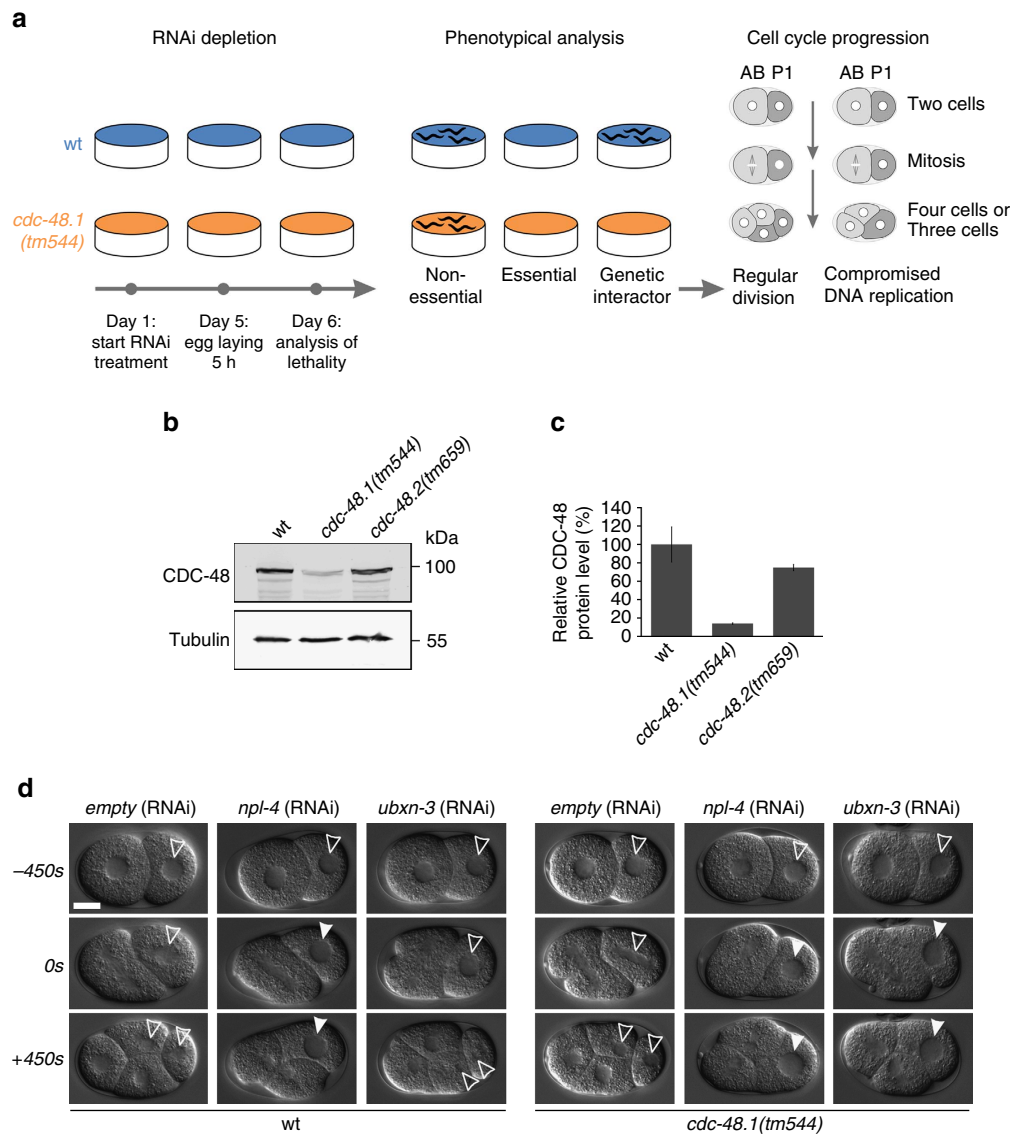 a
RNAi depletion
Phenotypical analysis
Cell cycle progression
AB P1
AB P1
wt
Two cells
Mitosis
cdc-48.1
(tm544)
Four cells or
Three cells
Non-
essential
Essential
Genetic
interactor
Regular
division
Compromised
DNA replication
Day 1:
start RNAi
treatment
Day 5:
egg laying
5 h
Day 6:
analysis of
lethality
b
wt
cdc-48.1(tm544)
cdc-48.2(tm659)
kDa
CDC-48
100
Tubulin
55
c
Relative CDC-48
protein level (%)
140
120
100
80
60
40
20
0
wt
cdc-48.1(tm544)
cdc-48.2(tm659)
d
empty (RNAi)
npl-4 (RNAi)
ubxn-3 (RNAi)
empty (RNAi)
npl-4 (RNAi)
ubxn-3 (RNAi)
–450s
0s
+450s
wt
cdc-48.1(tm544)